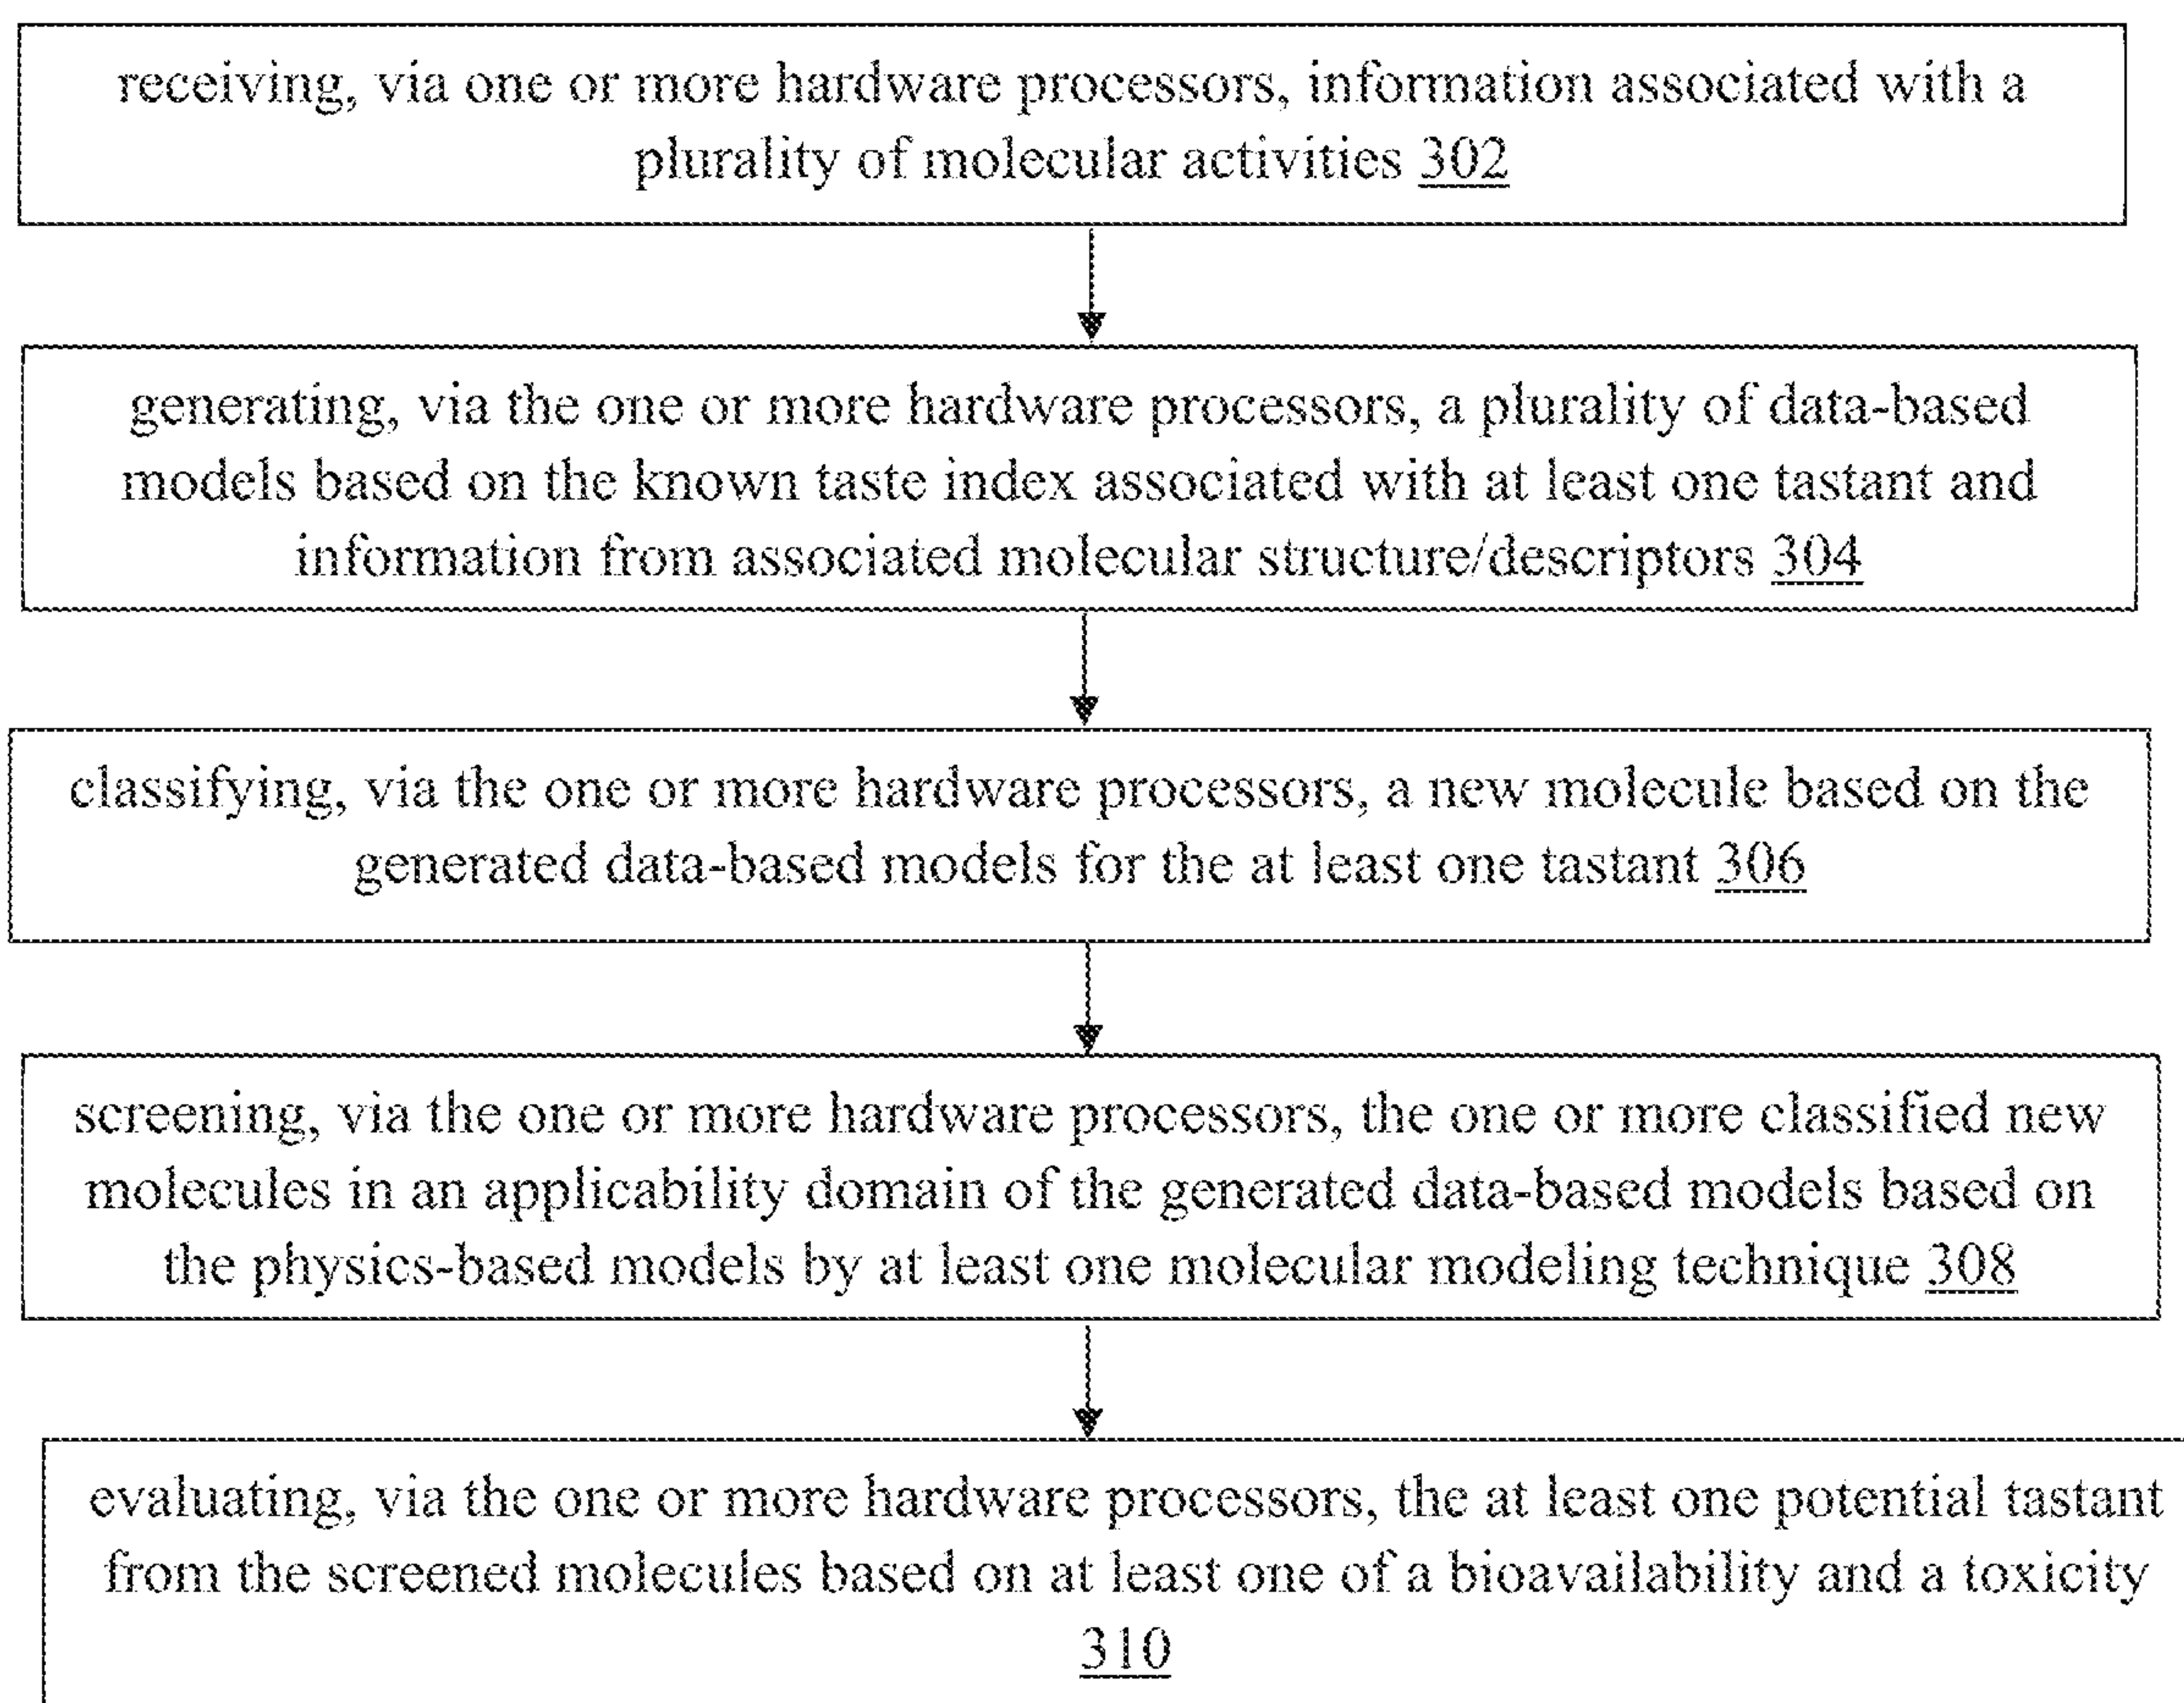 receiving, via one or more hardware processors, information associated with a
plurality of molecular activities 302
generating, via the one or more hardware processors, a plurality of data-based
models based on the known taste index associated with at least one tastant and
information from associated molecular structure/descriptors 304
classifying, via the one or more hardware processors, a new molecule based on the
generated data-based models for the at least one tastant 306
screening, via the one or more hardware processors, the one or more classified new
molecules in an applicability domain of the generated data-based models based on
the physics-based models by at least one molecular modeling technique 308
evaluating, via the one or more hardware processors, the at least one potential tastant
from the screened molecules based on at least one of a bioavailability and a toxicity
310